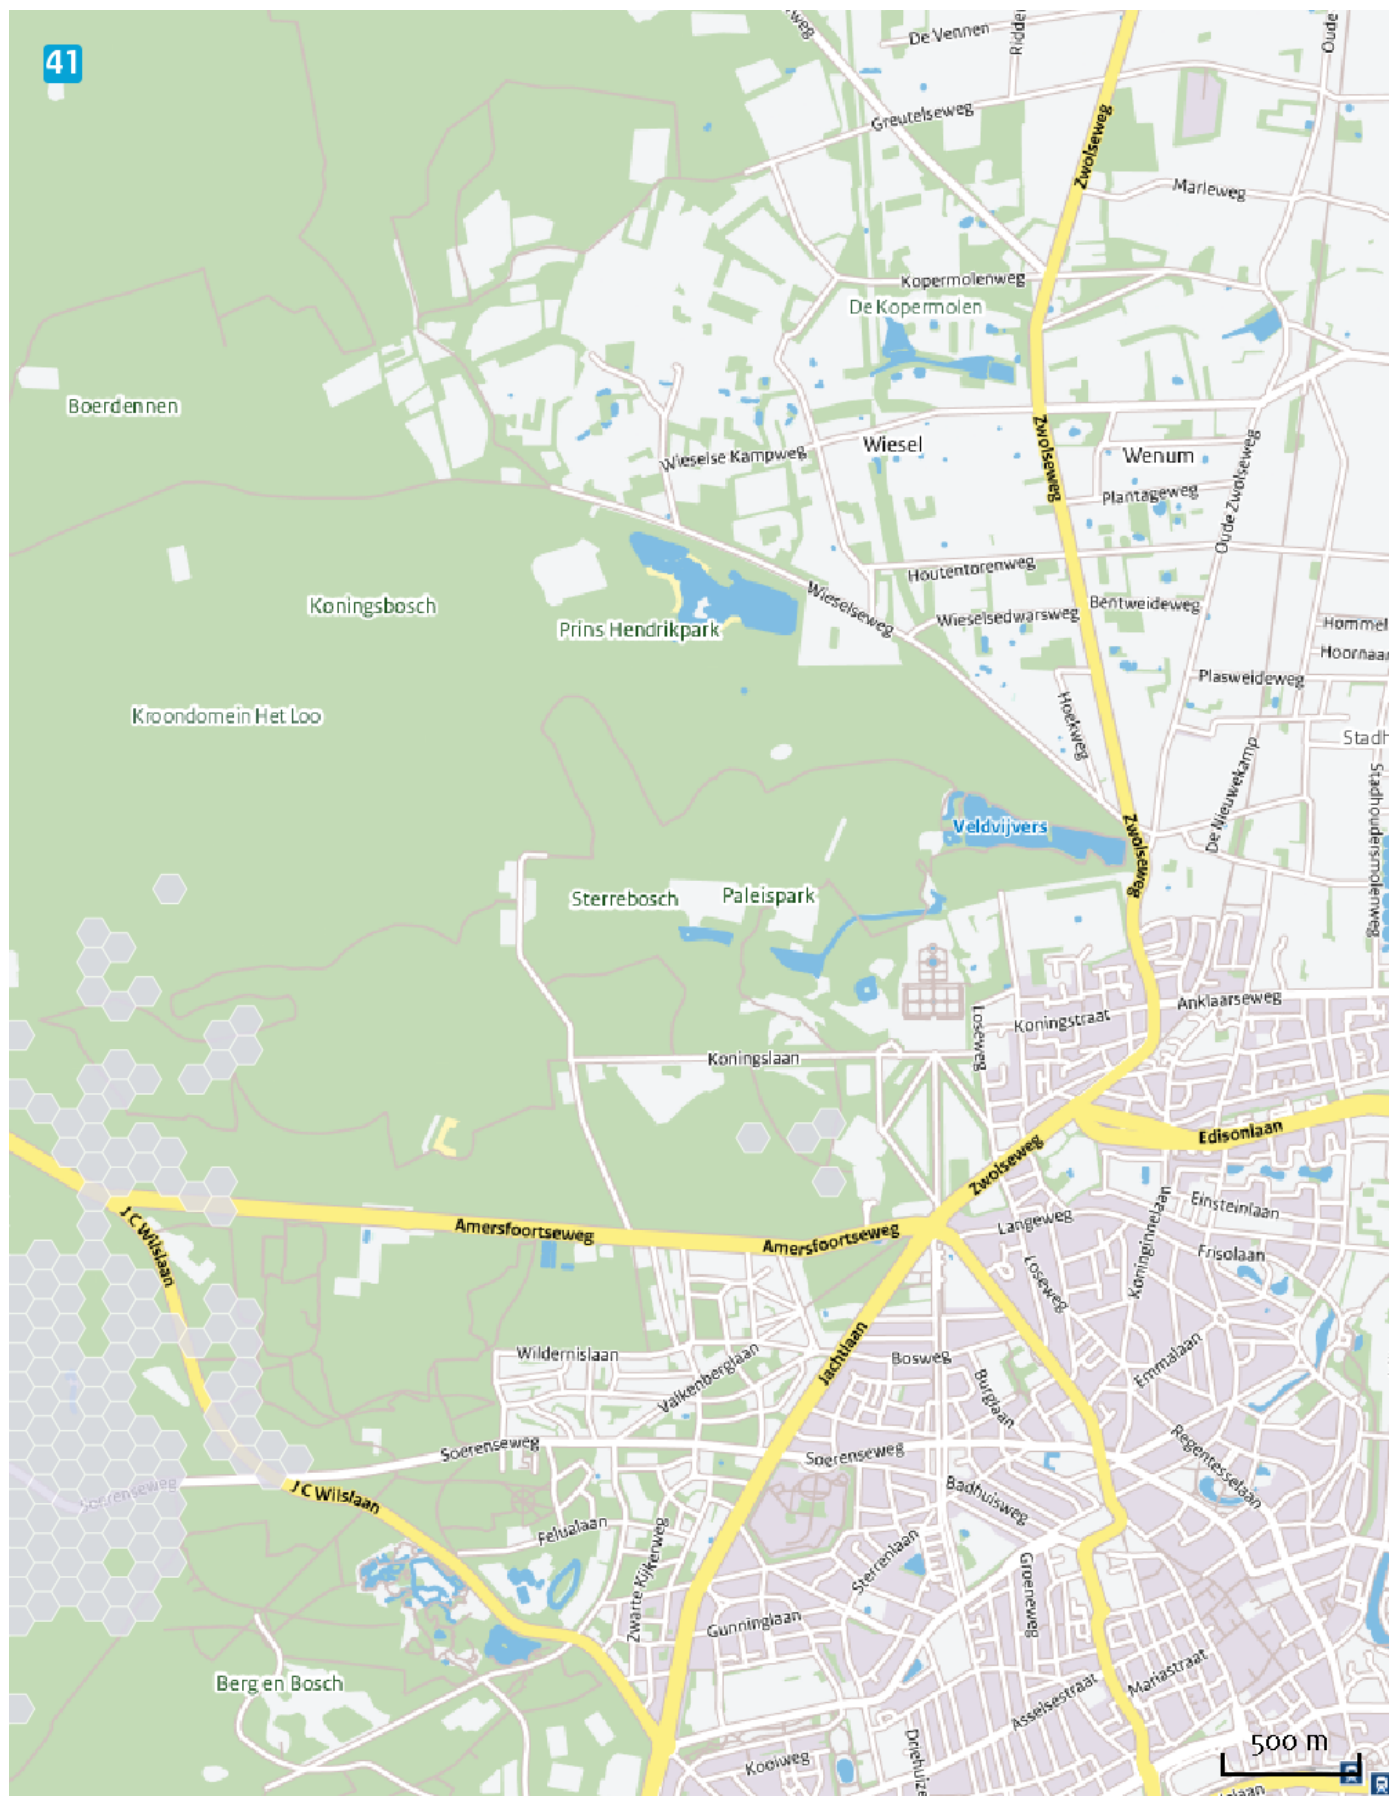 41
De Vennen
Greutelseweg
Zwolseweg
Oude
Marleweg
Kopermolenweg
De Kopermolen
Boerdennen
Wiesel
Wieselse Kampweg
Zwolseweg
Wenum
Plantageweg
Oude Zwolseweg
Houtentorenweg
Koningsbosch
Prins Hendrikpark
Wieselseweg
Wieselsedwarsweg
Bentweideweg
Hommel
Hoornaar
Plasweideweg
Kroondomein Het Loo
Hoekweg
Stadh
De Nieuwekamp
Stadhoudersmolenweg
Veldvijvers
Zwolseweg
Sterrebosch
Paleispark
Anklaarseweg
Koningstraat
Loseweg
Koningslaan
Edisonlaan
Zwolseweg
Einsteinlaan
Koninginnelaan
Langeweg
J C Wilslaan
Amersfoortseweg
Amersfoortseweg
Frisolaan
Loseweg
Wildernislaan
Valkenberglaan
Jachtlaan
Bosweg
Burglaan
Emmalaan
Soerenseweg
Soerenseweg
Regentesselaan
Soerenseweg
J C Wilslaan
Badhuisweg
Felualaan
Zwarte Kijkerweg
Sterrenlaan
Groeneweg
Gunninglaan
Berg en Bosch
Mariastraat
Asselsestraat
Driehuize
Kooiweg
500 m